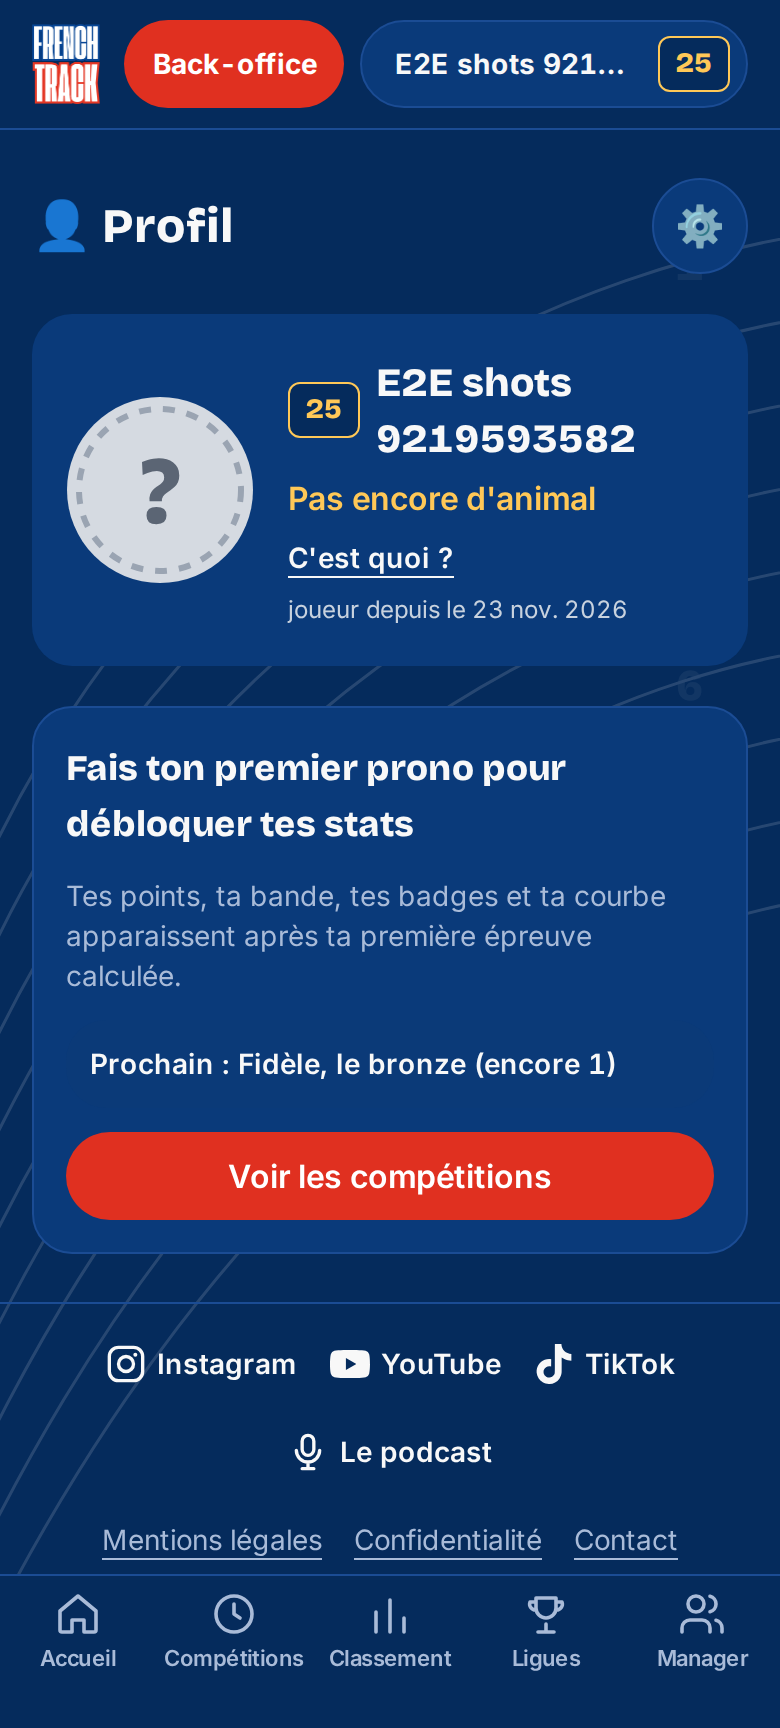 FRENCH
TRACK
Back-office
E2E shots 921...
25
Profil
25
E2E shots
9219593582
?
Pas encore d'animal
C'est quoi ?
joueur depuis le 23 nov. 2026
6
Fais ton premier prono pour
débloquer tes stats
Tes points, ta bande, tes badges et ta courbe
apparaissent après ta première épreuve
calculée.
Prochain : Fidèle, le bronze (encore 1)
Voir les compétitions
Instagram
YouTube
TikTok
Le podcast
Mentions légales
Confidentialité
Contact
Accueil
Compétitions
Classement
Ligues
Manager